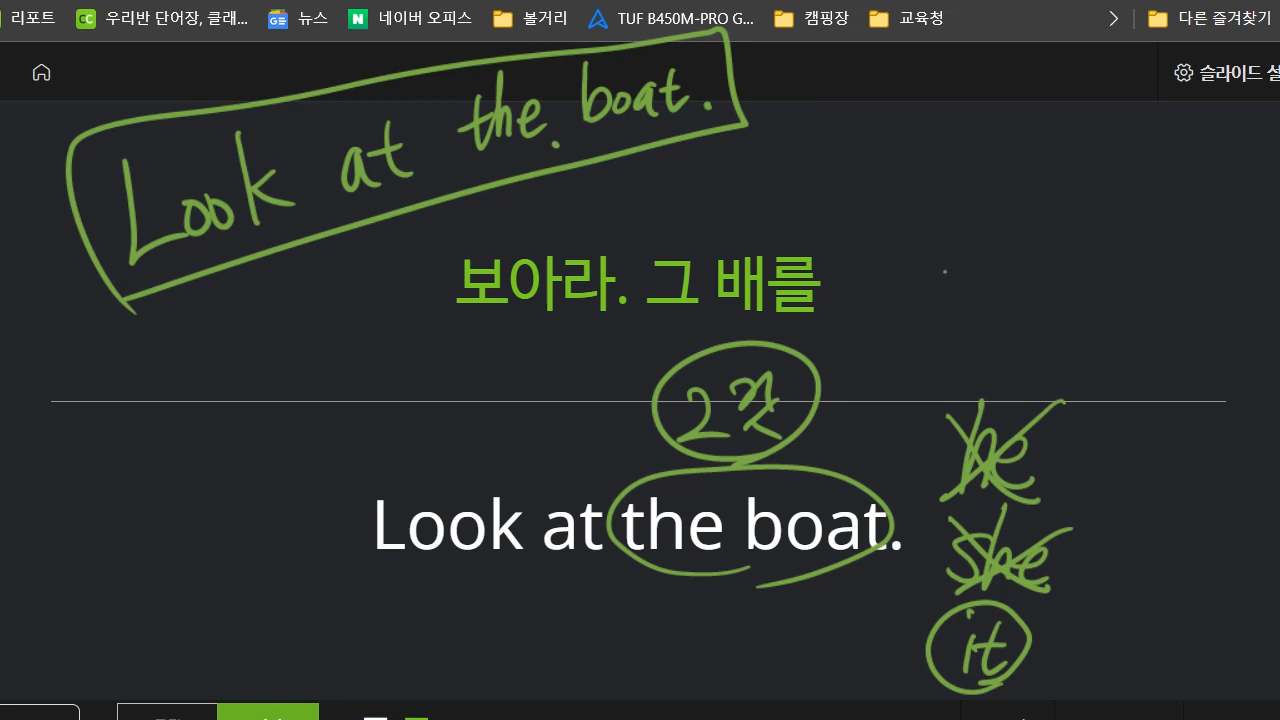 리포트 우리반 단어장, 클래... 뉴스 네이버 오피스 볼거리 TUF B450M-PRO G... 캠핑장 교육청 다른 즐겨찾기
슬라이드 설
Look at the boat.
보아라. 그 배를
2것
Look at the boat.
he
she
it